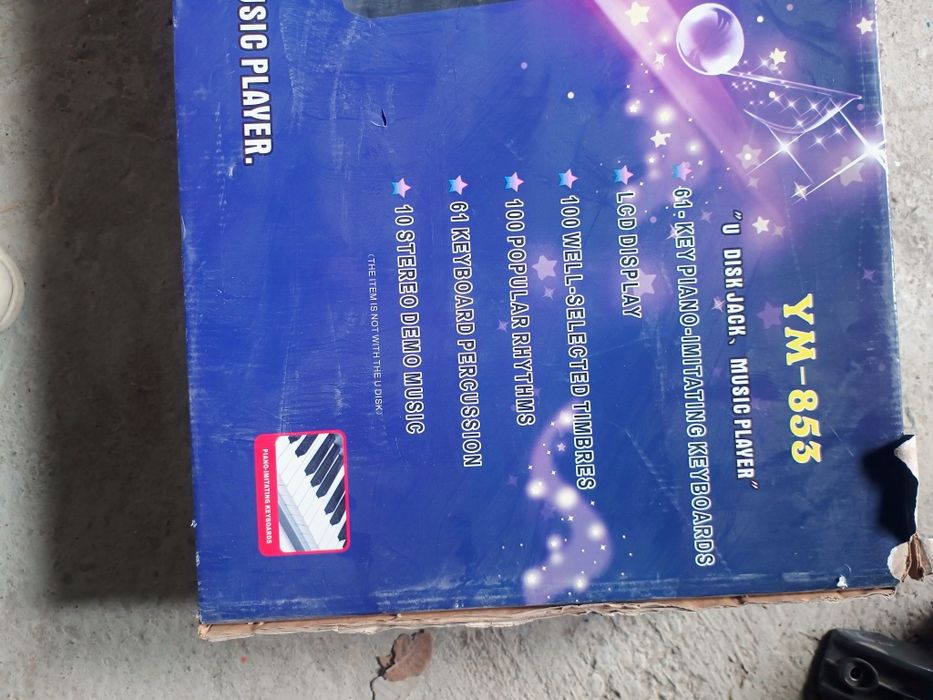 YM-853
"U DISK JACK、MUSIC PLAYER"
61-KEY PIANO-IMITATING KEYBOARDS
LCD DISPLAY
100 WELL-SELECTED TIMBRES
100 POPULAR RHYTHMS
61 KEYBOARD PERCUSSION
10 STEREO DEMO MUSIC
(THE ITEM IS NOT WITH THE U DISK)
PIANO-IMITATING KEYBOARDS
MUSIC PLAYER.